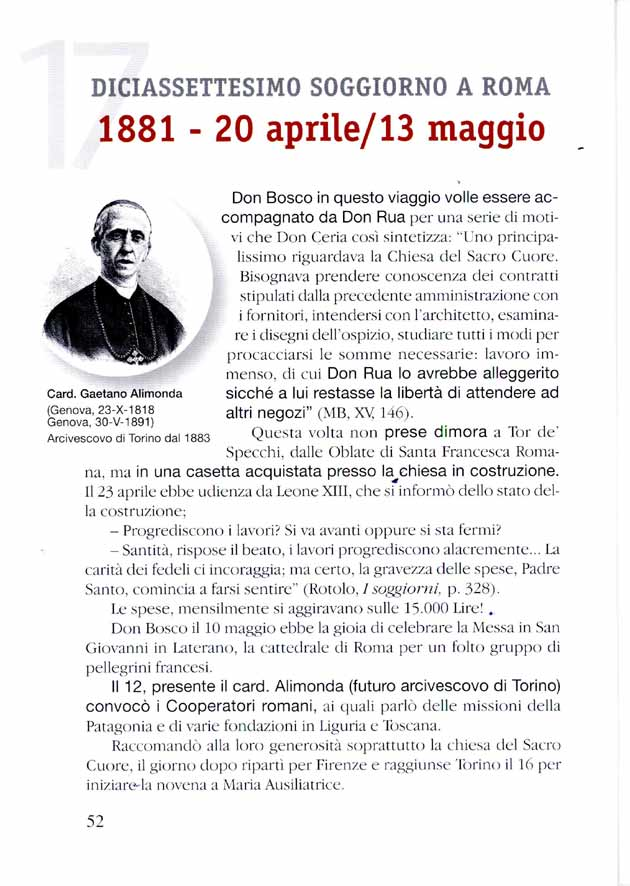 17
DICIASSETTESIMO SOGGIORNO A ROMA
1881 - 20 aprile/13 maggio
Don Bosco in questo viaggio volle essere ac-
compagnato da Don Rua per una serie di moti-
vi che Don Ceria così sintetizza: “Uno principa-
lissimo riguardava la Chiesa del Sacro Cuore.
Bisognava prendere conoscenza dei contratti
stipulati dalla precedente amministrazione con
i fornitori, intendersi con l'architetto, esamina-
re i disegni dell'ospizio, studiare tutti i modi per
procacciarsi le somme necessarie: lavoro im-
menso, di cui Don Rua lo avrebbe alleggerito
sicché a lui restasse la libertà di attendere ad
altri negozi” (MB, XV, 146).
Card. Gaetano Alimonda
(Genova, 23-X-1818
Genova, 30-V-1891)
Arcivescovo di Torino dal 1883
Questa volta non prese dimora a Tor de'
Specchi, dalle Oblate di Santa Francesca Roma-
na, ma in una casetta acquistata presso la chiesa in costruzione.
Il 23 aprile ebbe udienza da Leone XIII, che si informò dello stato del-
la costruzione;
– Progrediscono i lavori? Si va avanti oppure si sta fermi?
– Santità, rispose il beato, i lavori progrediscono alacremente... La
carità dei fedeli ci incoraggia; ma certo, la gravezza delle spese, Padre
Santo, comincia a farsi sentire” (Rotolo, I soggiorni, p. 328).
Le spese, mensilmente si aggiravano sulle 15.000 Lire!
Don Bosco il 10 maggio ebbe la gioia di celebrare la Messa in San
Giovanni in Laterano, la cattedrale di Roma per un folto gruppo di
pellegrini francesi.
Il 12, presente il card. Alimonda (futuro arcivescovo di Torino)
convocò i Cooperatori romani, ai quali parlò delle missioni della
Patagonia e di varie fondazioni in Liguria e Toscana.
Raccomandò alla loro generosità soprattutto la chiesa del Sacro
Cuore, il giorno dopo ripartì per Firenze e raggiunse Torino il 16 per
iniziare la novena a Maria Ausiliatrice.
52